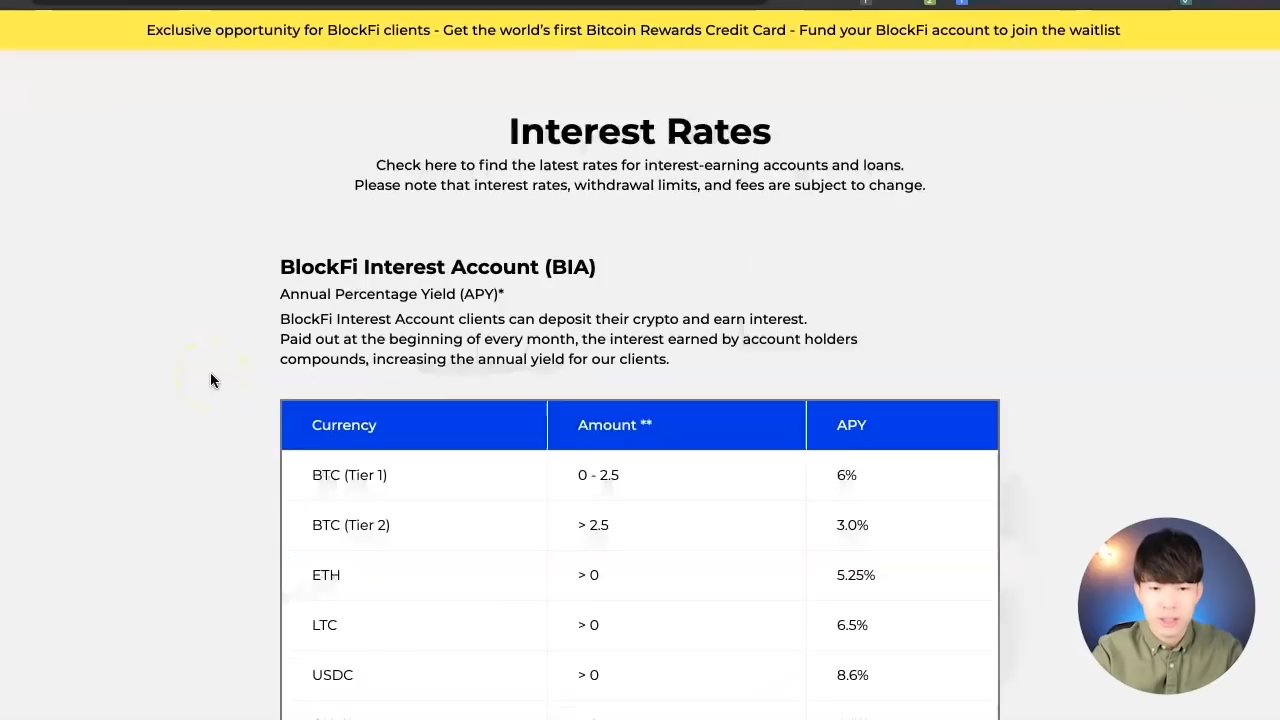 Exclusive opportunity for BlockFi clients - Get the world's first Bitcoin Rewards Credit Card - Fund your BlockFi account to join the waitlist
Interest Rates
Check here to find the latest rates for interest-earning accounts and loans.
Please note that interest rates, withdrawal limits, and fees are subject to change.
BlockFi Interest Account (BIA)
Annual Percentage Yield (APY)*
BlockFi Interest Account clients can deposit their crypto and earn interest.
Paid out at the beginning of every month, the interest earned by account holders
compounds, increasing the annual yield for our clients.
Currency Amount ** APY
BTC (Tier 1) 0 - 2.5 6%
BTC (Tier 2) > 2.5 3.0%
ETH > 0 5.25%
LTC > 0 6.5%
USDC > 0 8.6%